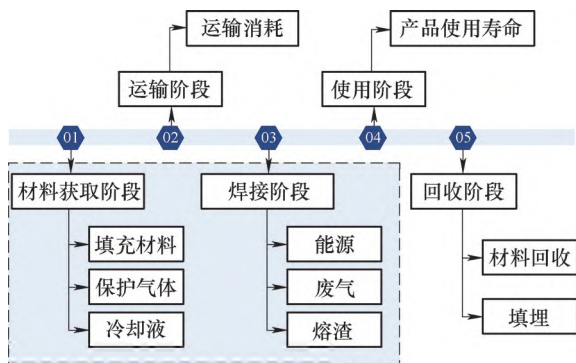 运输消耗
产品使用寿命
运输阶段
使用阶段
01
02
03
04
05
材料获取阶段
焊接阶段
回收阶段
填充材料
能源
材料回收
保护气体
废气
填埋
冷却液
熔渣